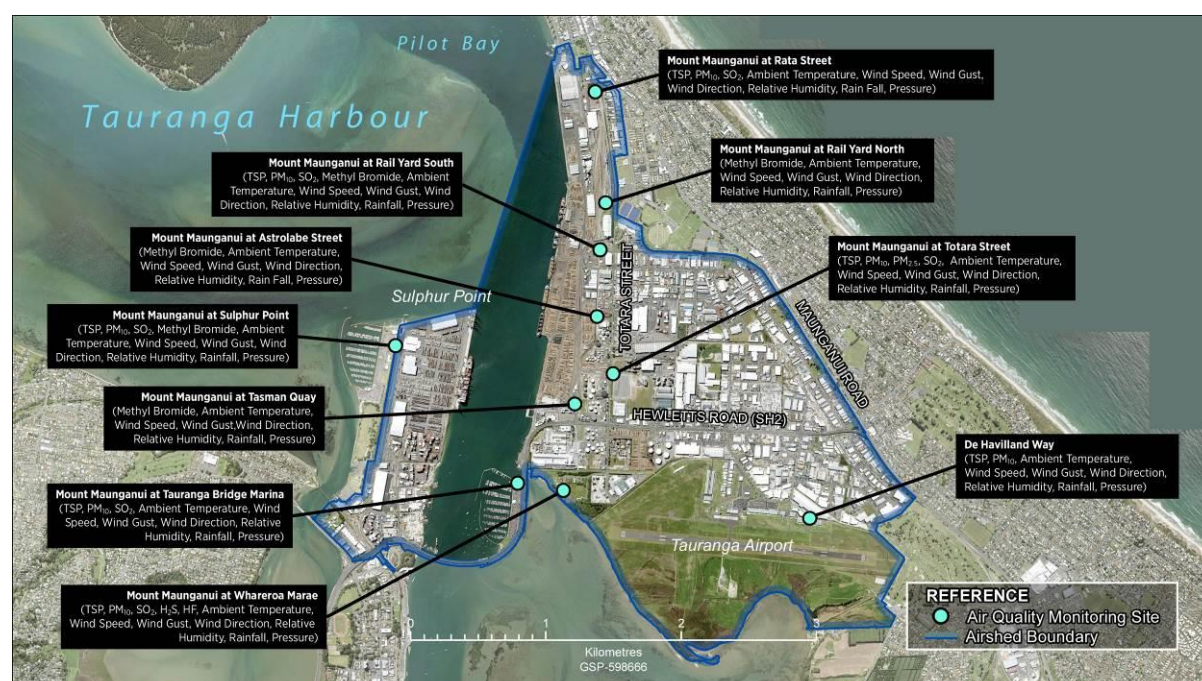 Pilot Bay
Tauranga Harbour
Mount Maunganui at Rata Street
(TSP, PM₁₀, SO₂, Ambient Temperature, Wind Speed, Wind Gust,
Wind Direction, Relative Humidity, Rain Fall, Pressure)
Mount Maunganui at Rail Yard South
(TSP, PM₁₀, SO₂, Methyl Bromide, Ambient
Temperature, Wind Speed, Wind Gust, Wind
Direction, Relative Humidity, Rainfall, Pressure)
Mount Maunganui at Rail Yard North
(Methyl Bromide, Ambient Temperature,
Wind Speed, Wind Gust, Wind Direction,
Relative Humidity, Rainfall, Pressure)
Mount Maunganui at Astrolabe Street
(Methyl Bromide, Ambient Temperature,
Wind Speed, Wind Gust, Wind Direction,
Relative Humidity, Rain Fall, Pressure)
Mount Maunganui at Totara Street
(TSP, PM₁₀, PM₂.₅, SO₂, Ambient Temperature,
Wind Speed, Wind Gust, Wind Direction,
Relative Humidity, Rainfall, Pressure)
Sulphur Point
TOTARA STREET
MAUNGANUI ROAD
Mount Maunganui at Sulphur Point
(TSP, PM₁₀, SO₂, Methyl Bromide, Ambient
Temperature, Wind Speed, Wind Gust, Wind
Direction, Relative Humidity, Rainfall, Pressure)
Mount Maunganui at Tasman Quay
(Methyl Bromide, Ambient Temperature,
Wind Speed, Wind Gust,Wind Direction,
Relative Humidity, Rainfall, Pressure)
HEWLETTS ROAD (SH2)
De Havilland Way
(TSP, PM₁₀, Ambient Temperature,
Wind Speed, Wind Gust, Wind Direction,
Relative Humidity, Rainfall, Pressure)
Mount Maunganui at Tauranga Bridge Marina
(TSP, PM₁₀, SO₂, Ambient Temperature, Wind
Speed, Wind Gust, Wind Direction, Relative
Humidity, Rainfall, Pressure)
Tauranga Airport
Mount Maunganui at Whareroa Marae
(TSP, PM₁₀, SO₂, H₂S, HF, Ambient Temperature,
Wind Speed, Wind Gust, Wind Direction, Relative
Humidity, Rainfall, Pressure)
REFERENCE
Air Quality Monitoring Site
Airshed Boundary
0 1 2 3
Kilometres
GSP-598666